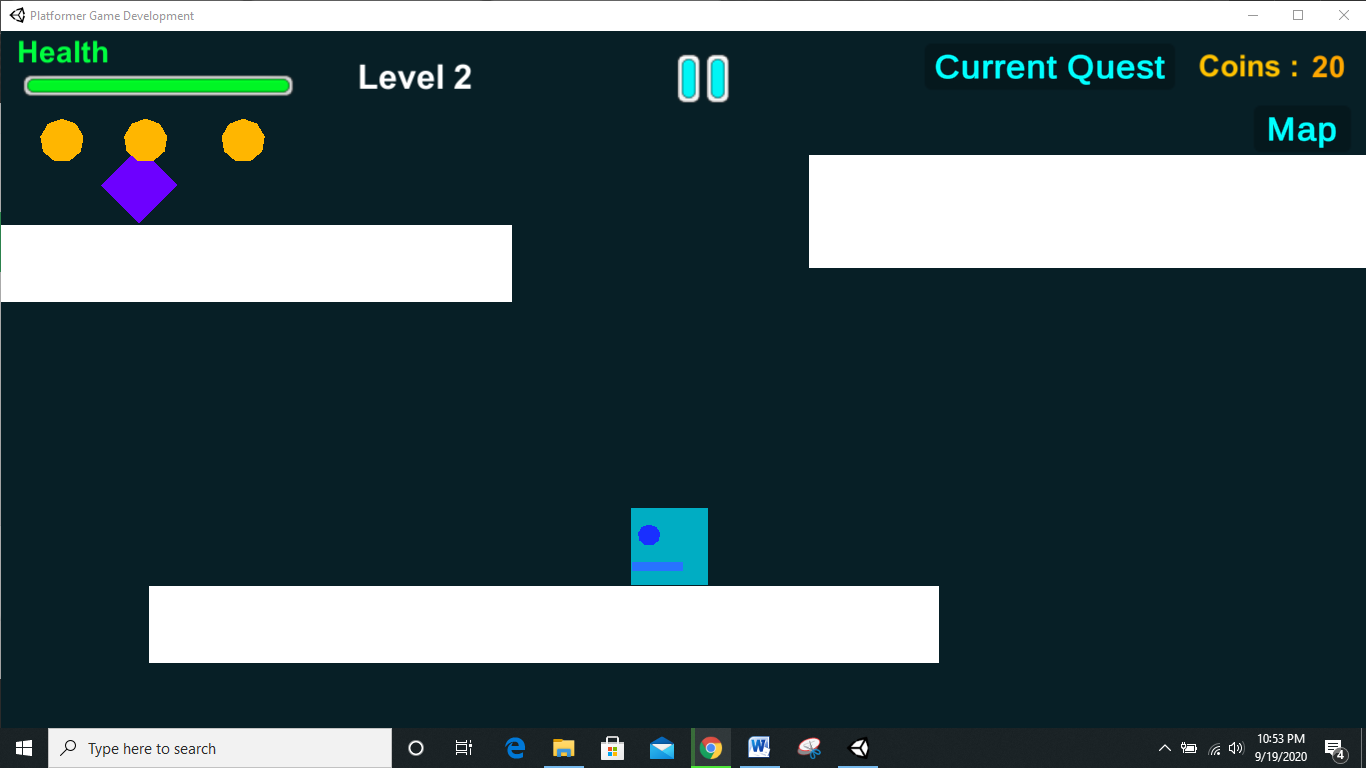 Platformer Game Development
Health
Level 2
Current Quest
Coins : 20
Map
Type here to search
10:53 PM
9/19/2020
4